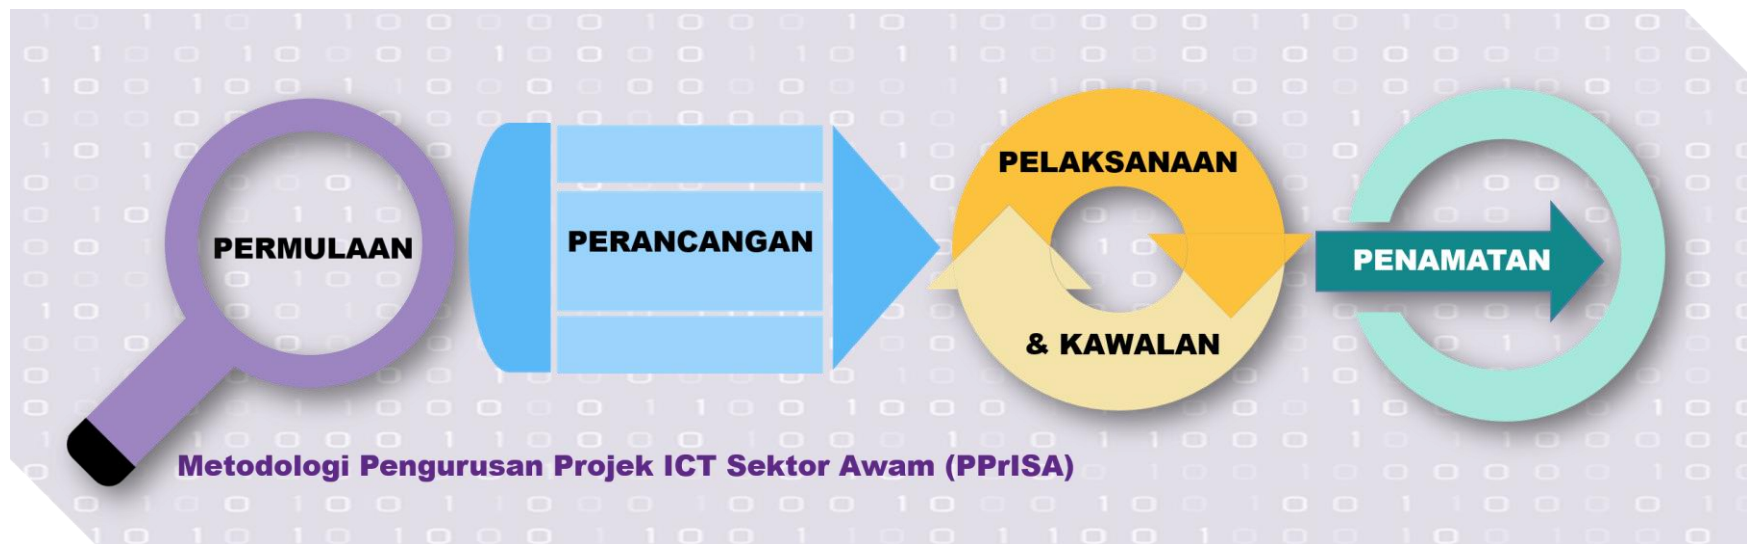 PERMULAAN
PERANCANGAN
PELAKSANAAN
& KAWALAN
PENAMATAN
Metodologi Pengurusan Projek ICT Sektor Awam (PPrISA)